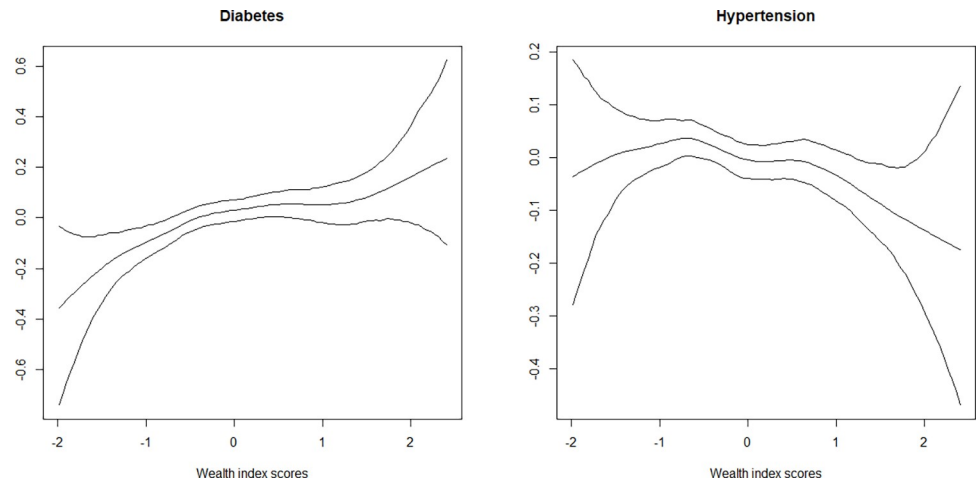 Diabetes
0.6
0.4
0.2
0.0
-0.2
-0.4
-0.6
-2 -1 0 1 2
Wealth index scores
Hypertension
0.2
0.1
0.0
-0.1
-0.2
-0.3
-0.4
-2 -1 0 1 2
Wealth index scores